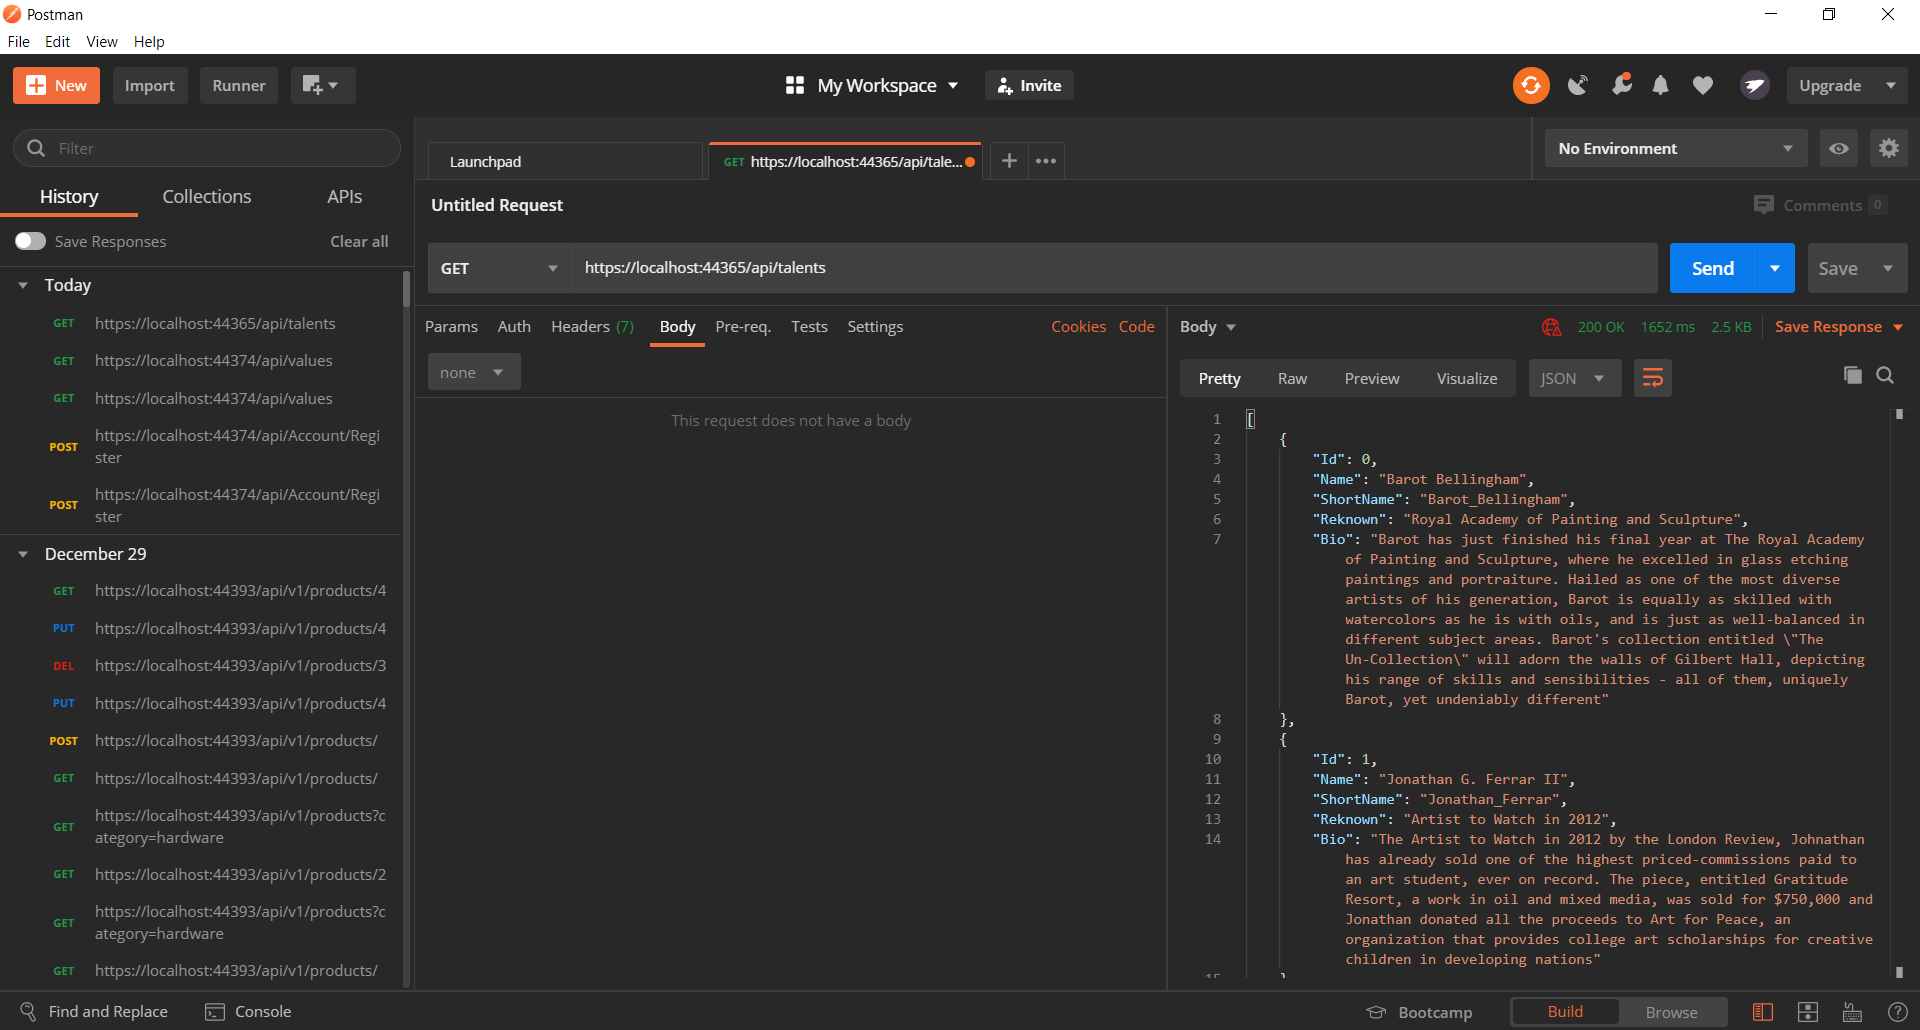 Postman
File Edit View Help
New Import Runner My Workspace Invite Upgrade
Filter
History Collections APIs
Save Responses Clear all
Today
GET https://localhost:44365/api/talents
GET https://localhost:44374/api/values
GET https://localhost:44374/api/values
POST https://localhost:44374/api/Account/Regi
ster
POST https://localhost:44374/api/Account/Regi
ster
December 29
GET https://localhost:44393/api/v1/products/4
PUT https://localhost:44393/api/v1/products/4
DEL https://localhost:44393/api/v1/products/3
PUT https://localhost:44393/api/v1/products/4
POST https://localhost:44393/api/v1/products/
GET https://localhost:44393/api/v1/products/
GET https://localhost:44393/api/v1/products?c
ategory=hardware
GET https://localhost:44393/api/v1/products/2
GET https://localhost:44393/api/v1/products?c
ategory=hardware
GET https://localhost:44393/api/v1/products/
Launchpad GET https://localhost:44365/api/tale... No Environment
Untitled Request Comments 0
GET https://localhost:44365/api/talents Send Save
Params Auth Headers (7) Body Pre-req. Tests Settings Cookies Code
none
This request does not have a body
Body 200 OK 1652 ms 2.5 KB Save Response
Pretty Raw Preview Visualize JSON
1 [
2 {
3 "Id": 0,
4 "Name": "Barot Bellingham",
5 "ShortName": "Barot_Bellingham",
6 "Reknown": "Royal Academy of Painting and Sculpture",
7 "Bio": "Barot has just finished his final year at The Royal Academy
of Painting and Sculpture, where he excelled in glass etching
paintings and portraiture. Hailed as one of the most diverse
artists of his generation, Barot is equally as skilled with
watercolors as he is with oils, and is just as well-balanced in
different subject areas. Barot's collection entitled \"The
Un-Collection\" will adorn the walls of Gilbert Hall, depicting
his range of skills and sensibilities - all of them, uniquely
Barot, yet undeniably different"
8 },
9 {
10 "Id": 1,
11 "Name": "Jonathan G. Ferrar II",
12 "ShortName": "Jonathan_Ferrar",
13 "Reknown": "Artist to Watch in 2012",
14 "Bio": "The Artist to Watch in 2012 by the London Review, Johnathan
has already sold one of the highest priced-commissions paid to
an art student, ever on record. The piece, entitled Gratitude
Resort, a work in oil and mixed media, was sold for $750,000 and
Jonathan donated all the proceeds to Art for Peace, an
organization that provides college art scholarships for creative
children in developing nations"
Find and Replace Console Bootcamp Build Browse